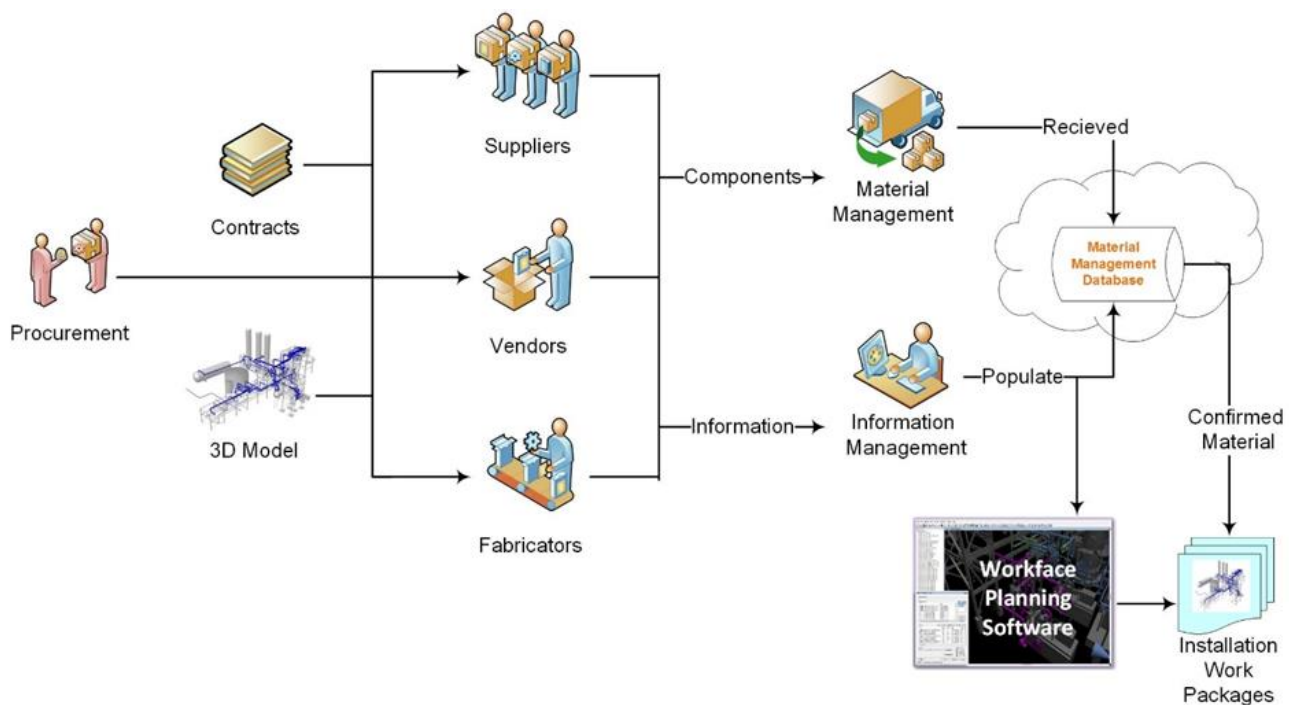 Suppliers
Contracts
Components
Material
Management
Recieved
Material
Management
Database
Procurement
Vendors
3D Model
Information
Information
Management
Populate
Confirmed
Material
Fabricators
Workface
Planning
Software
Installation
Work
Packages